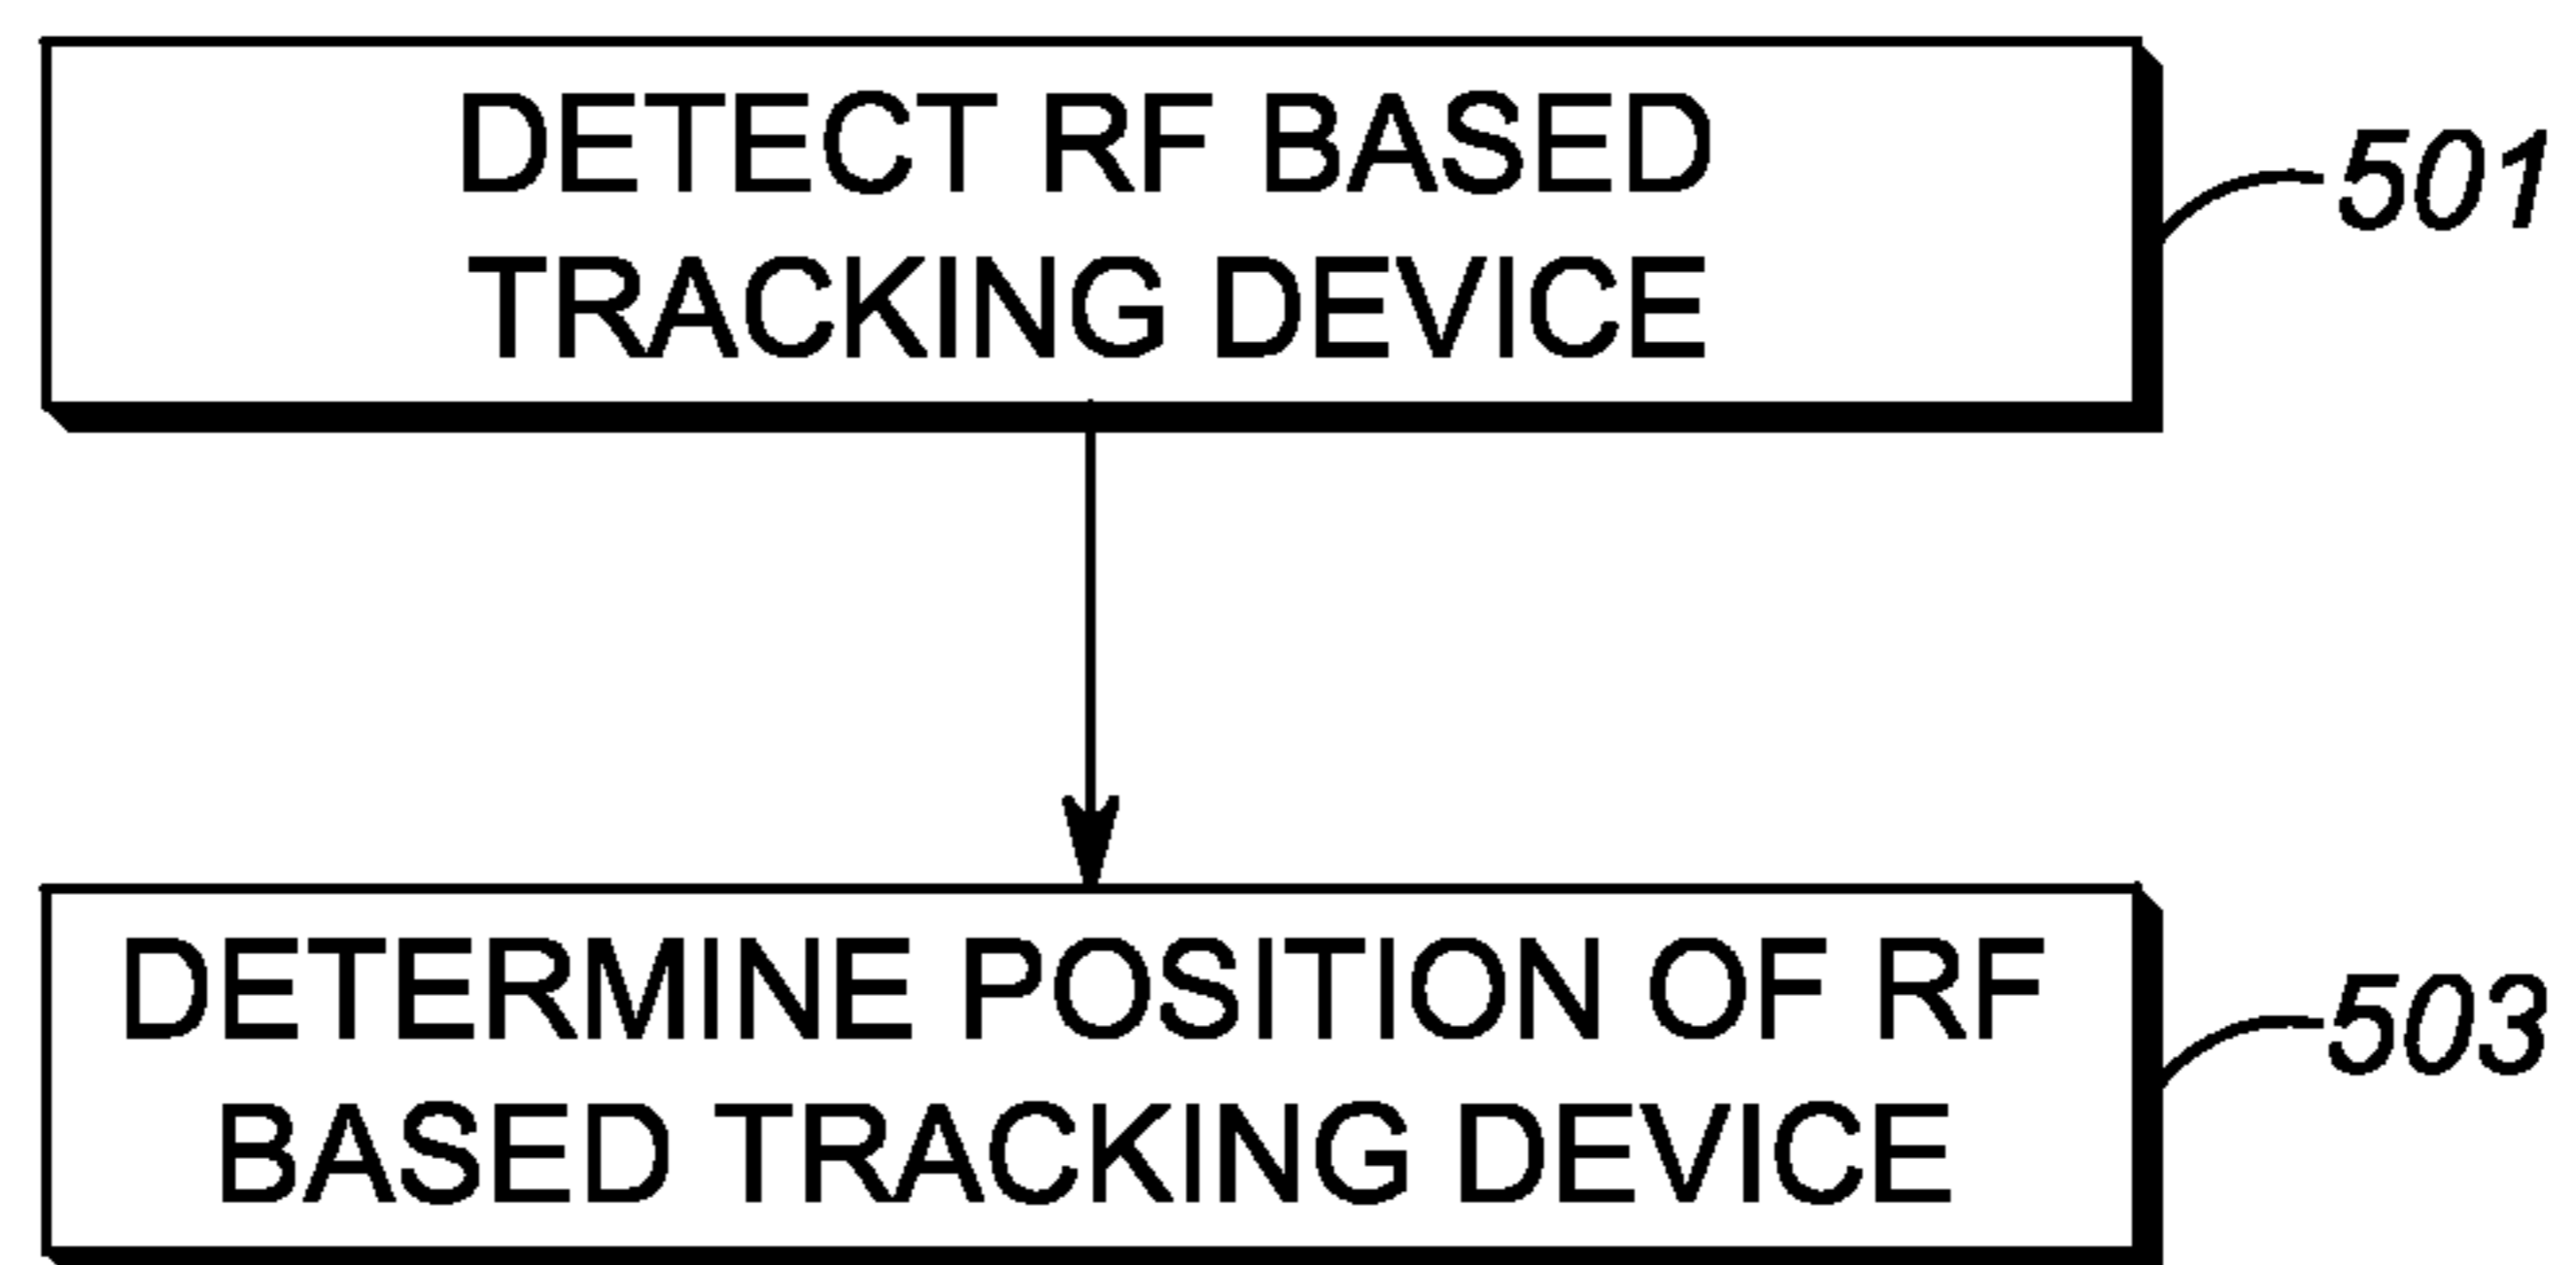 DETECT RF BASED
TRACKING DEVICE
501
DETERMINE POSITION OF RF
BASED TRACKING DEVICE
503